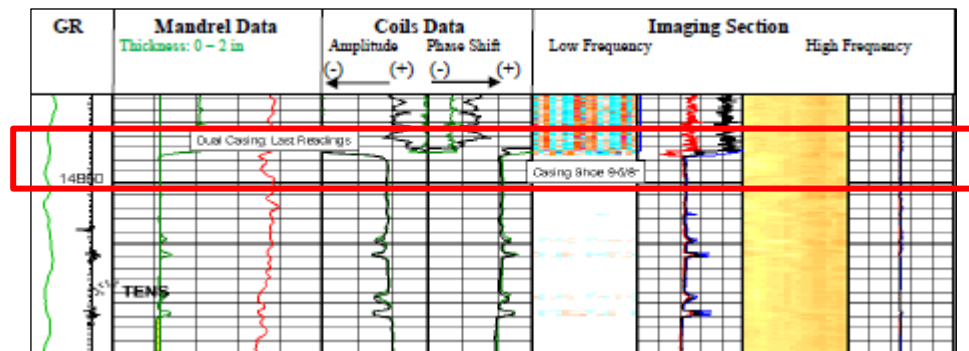 GR Mandrel Data Coils Data Imaging Section
Thickness: 0 – 2 in Amplitude Phase Shift Low Frequency High Frequency
(-) (+) (-) (+)
Dual Casing: Last Readings
Casing Shoe 9-5/8"
14850
TENS